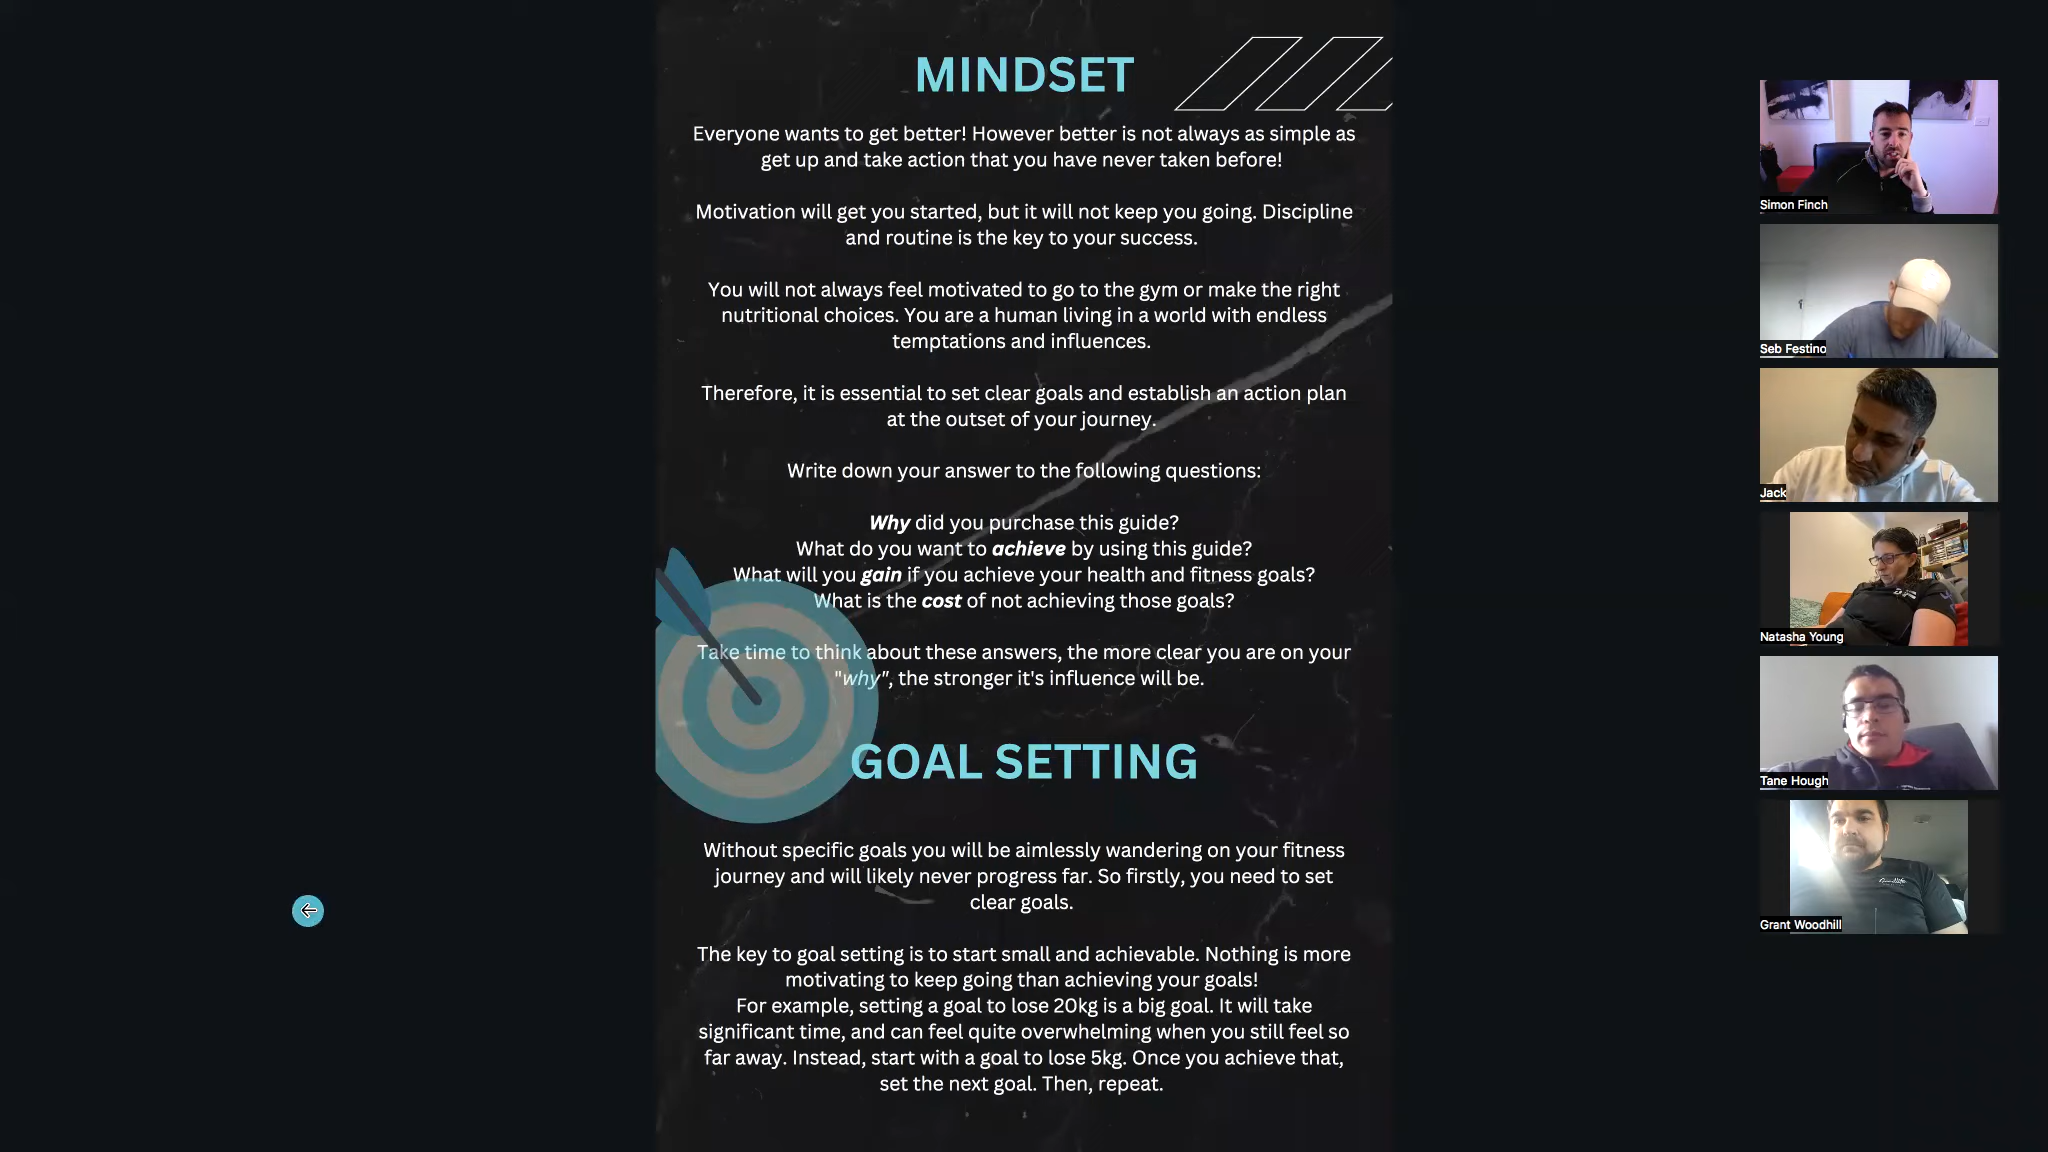 MINDSET
Everyone wants to get better! However better is not always as simple as
get up and take action that you have never taken before!
Motivation will get you started, but it will not keep you going. Discipline
and routine is the key to your success.
You will not always feel motivated to go to the gym or make the right
nutritional choices. You are a human living in a world with endless
temptations and influences.
Therefore, it is essential to set clear goals and establish an action plan
at the outset of your journey.
Write down your answer to the following questions:
Why did you purchase this guide?
What do you want to achieve by using this guide?
What will you gain if you achieve your health and fitness goals?
What is the cost of not achieving those goals?
Take time to think about these answers, the more clear you are on your
"why", the stronger it's influence will be.
GOAL SETTING
Without specific goals you will be aimlessly wandering on your fitness
journey and will likely never progress far. So firstly, you need to set
clear goals.
The key to goal setting is to start small and achievable. Nothing is more
motivating to keep going than achieving your goals!
For example, setting a goal to lose 20kg is a big goal. It will take
significant time, and can feel quite overwhelming when you still feel so
far away. Instead, start with a goal to lose 5kg. Once you achieve that,
set the next goal. Then, repeat.
Simon Finch
Seb Festino
Jack
Natasha Young
Tane Hough
Grant Woodhill